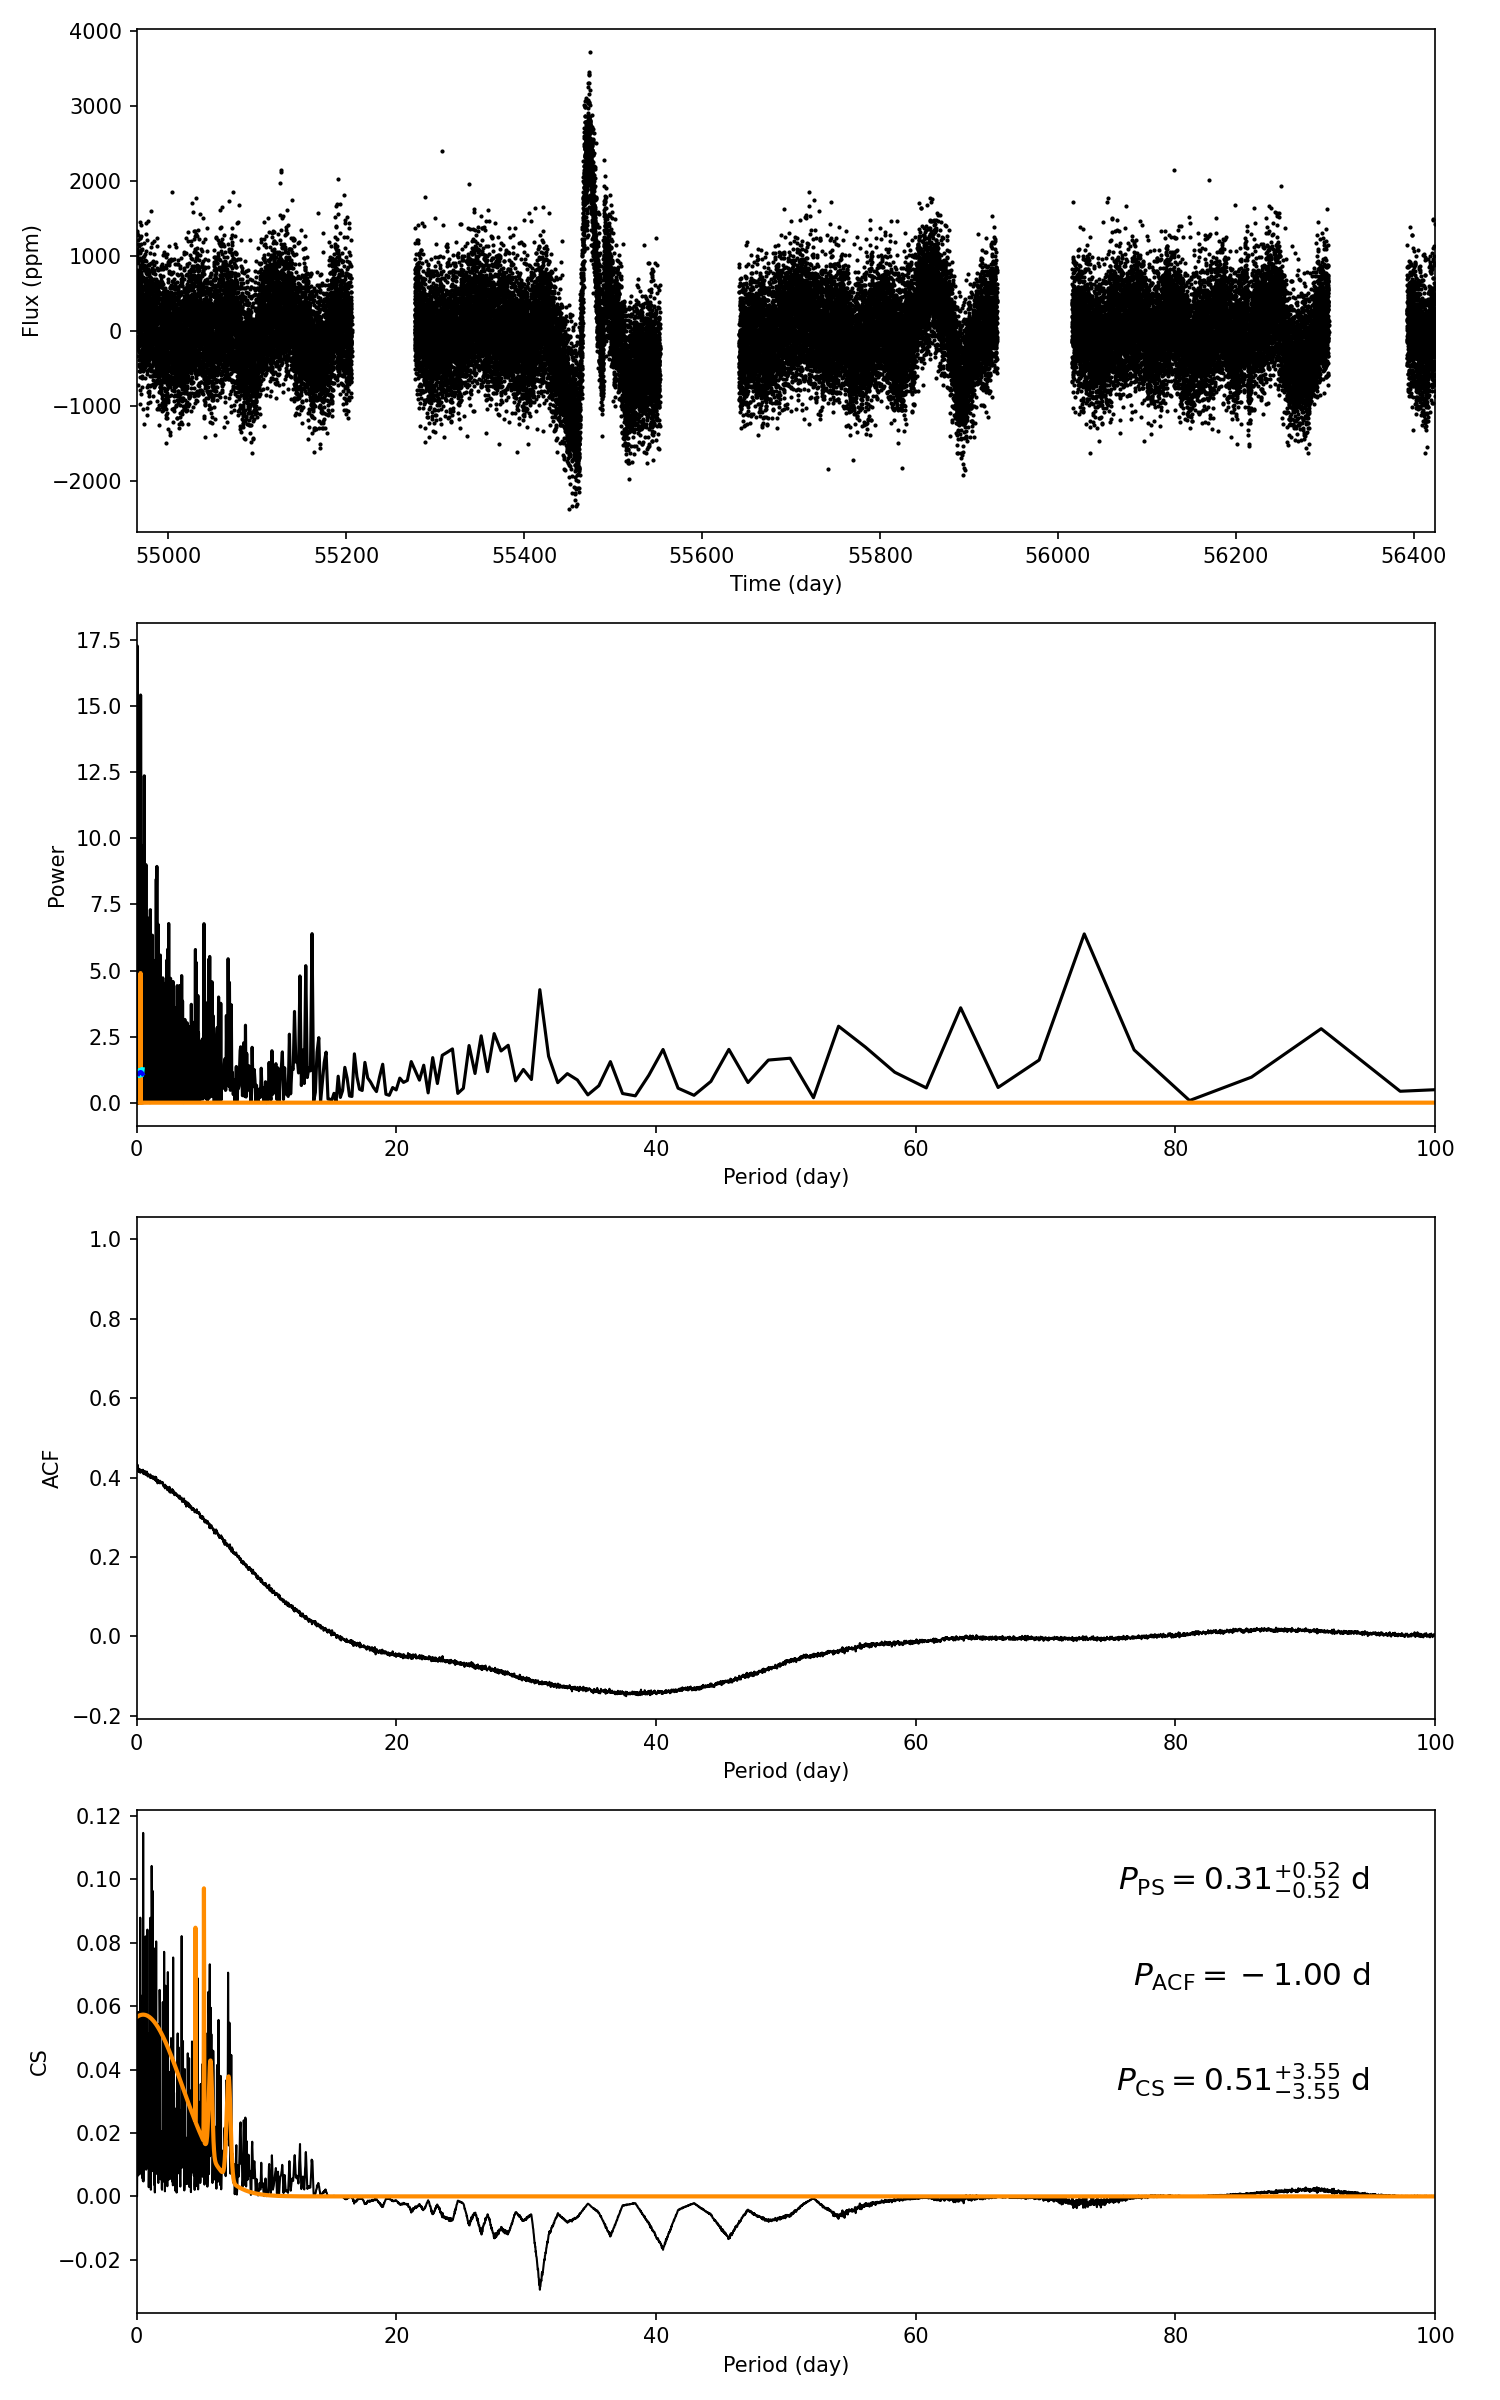 4000
3000
2000
1000
0
−1000
−2000
Flux (ppm)
55000 55200 55400 55600 55800 56000 56200 56400
Time (day)
17.5
15.0
12.5
10.0
7.5
5.0
2.5
0.0
Power
0 20 40 60 80 100
Period (day)
1.0
0.8
0.6
0.4
0.2
0.0
−0.2
ACF
0 20 40 60 80 100
Period (day)
0.12
0.10
0.08
0.06
0.04
0.02
0.00
−0.02
CS
P_PS = 0.31 +0.52 −0.52 d
P_ACF = −1.00 d
P_CS = 0.51 +3.55 −3.55 d
0 20 40 60 80 100
Period (day)